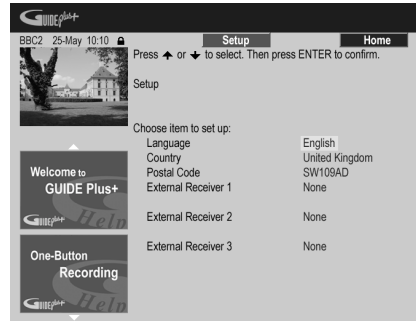 GUIDE Plus+
BBC2 25-May 10:10 Setup Home
Press ↑ or ↓ to select. Then press ENTER to confirm.
Setup
Choose item to set up:
Language English
Country United Kingdom
Postal Code SW109AD
External Receiver 1 None
External Receiver 2 None
External Receiver 3 None
Welcome to
GUIDE Plus+
GUIDE Plus+ Help
One-Button
Recording
GUIDE Plus+ Help